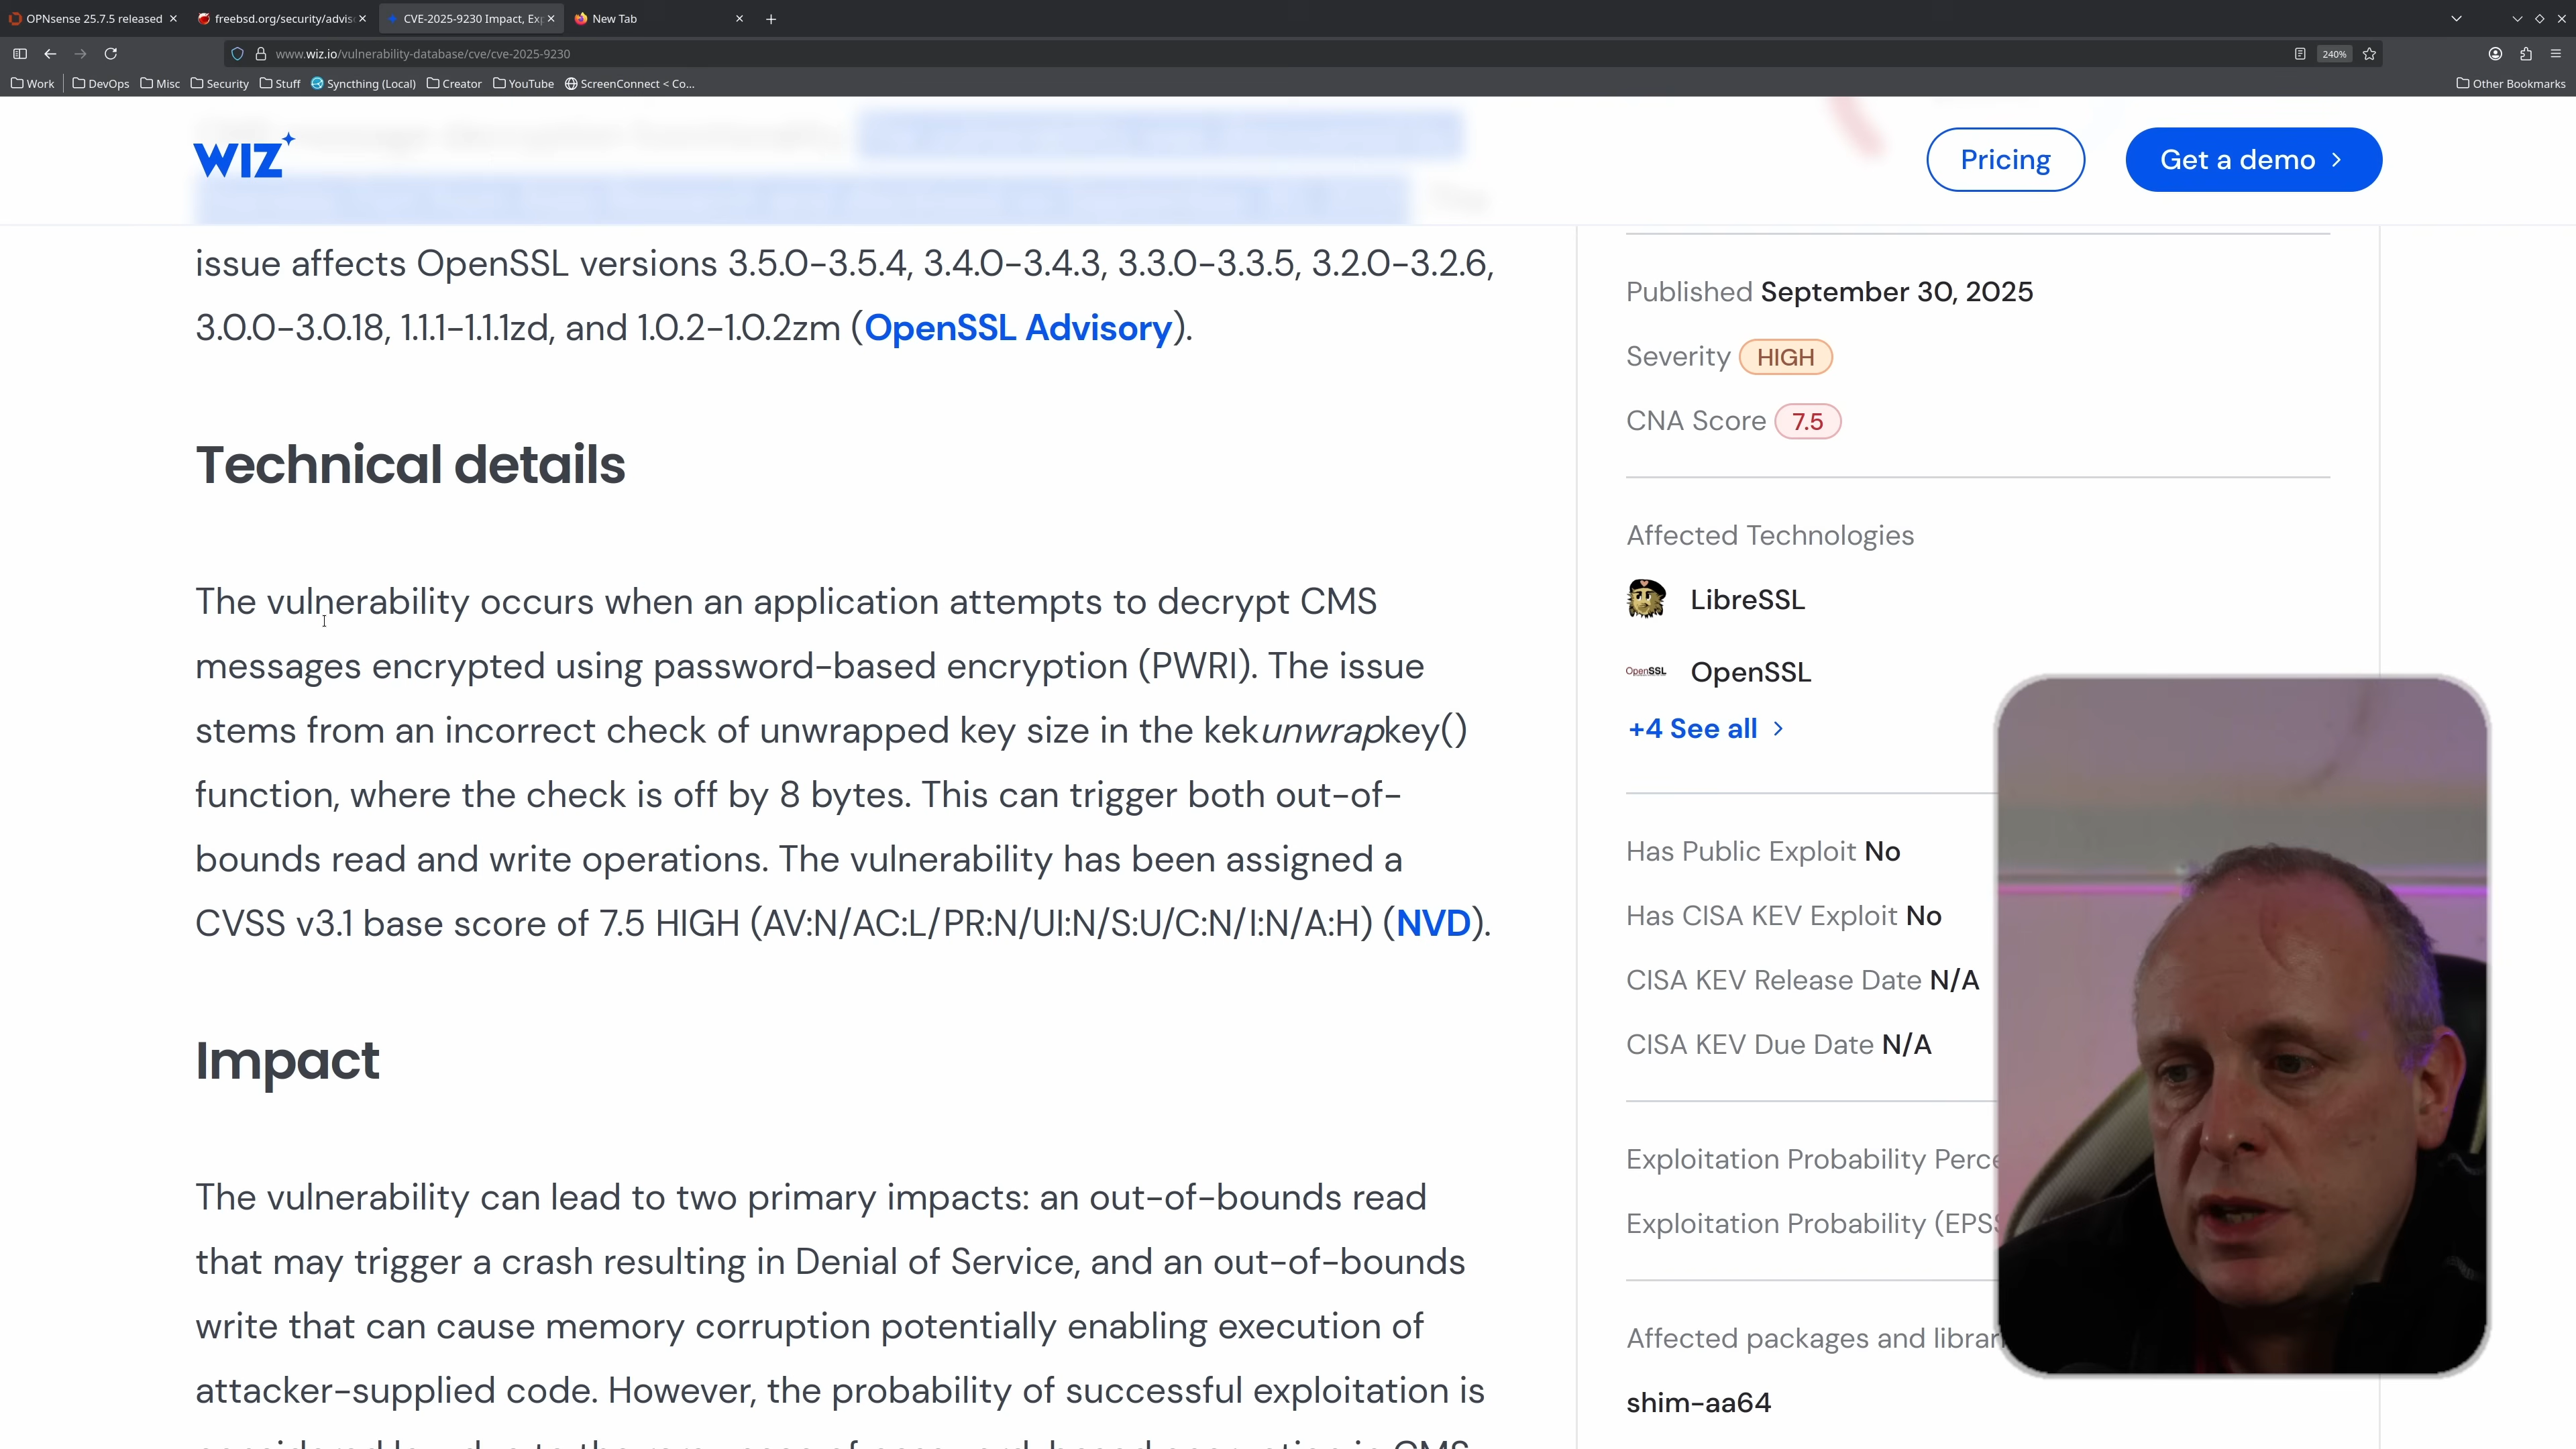 OPNsense 25.7.5 released
freebsd.org/security/advis
CVE-2025-9230 Impact, Ex
New Tab
www.wiz.io/vulnerability-database/cve/cve-2025-9230
240%
Work
DevOps
Misc
Security
Stuff
Syncthing (Local)
Creator
YouTube
ScreenConnect < Co...
Other Bookmarks
WIZ
Pricing
Get a demo
issue affects OpenSSL versions 3.5.0-3.5.4, 3.4.0-3.4.3, 3.3.0-3.3.5, 3.2.0-3.2.6,
3.0.0-3.0.18, 1.1.1-1.1.1zd, and 1.0.2-1.0.2zm (OpenSSL Advisory).
Technical details
The vulnerability occurs when an application attempts to decrypt CMS
messages encrypted using password-based encryption (PWRI). The issue
stems from an incorrect check of unwrapped key size in the kekunwrapkey()
function, where the check is off by 8 bytes. This can trigger both out-of-
bounds read and write operations. The vulnerability has been assigned a
CVSS v3.1 base score of 7.5 HIGH (AV:N/AC:L/PR:N/UI:N/S:U/C:N/I:N/A:H) (NVD).
Impact
The vulnerability can lead to two primary impacts: an out-of-bounds read
that may trigger a crash resulting in Denial of Service, and an out-of-bounds
write that can cause memory corruption potentially enabling execution of
attacker-supplied code. However, the probability of successful exploitation is
Published September 30, 2025
Severity HIGH
CNA Score 7.5
Affected Technologies
LibreSSL
OpenSSL
OpenSSL
+4 See all
Has Public Exploit No
Has CISA KEV Exploit No
CISA KEV Release Date N/A
CISA KEV Due Date N/A
Exploitation Probability Perce
Exploitation Probability (EPSS
Affected packages and librar
shim-aa64